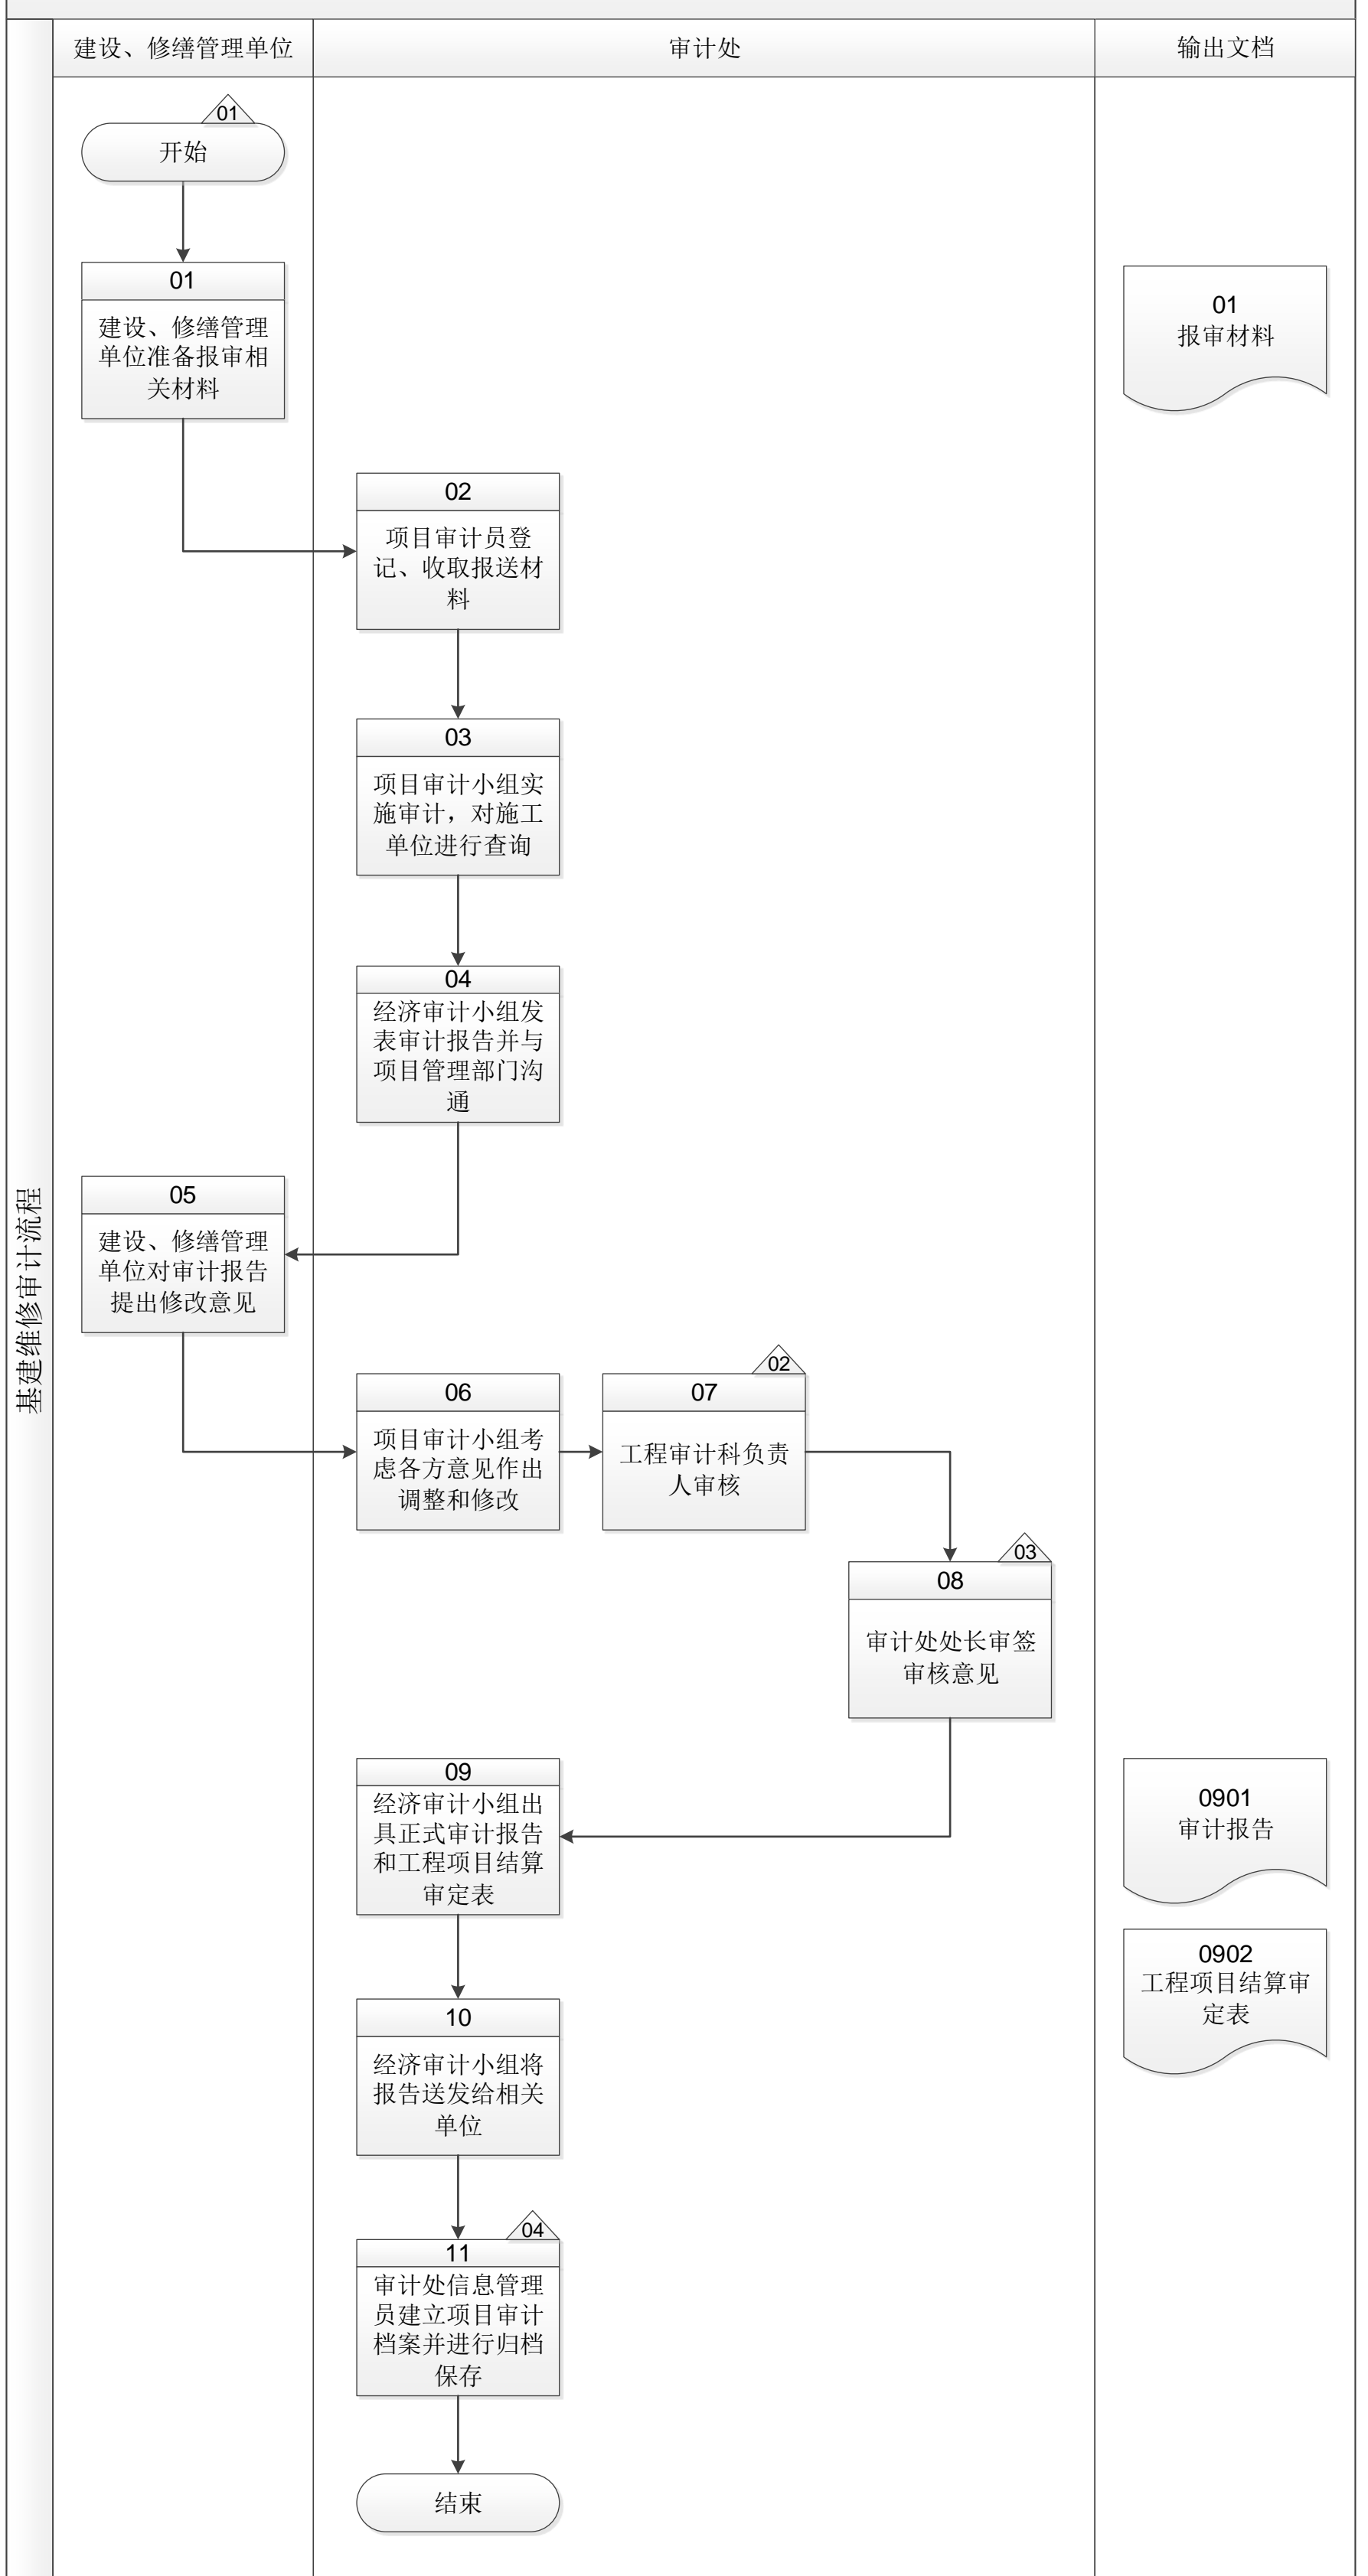 建设、修缮管理单位
审计处
输出文档
基建维修审计流程
01
开始
01
建设、修缮管理
单位准备报审相
关材料
01
报审材料
02
项目审计员登
记、收取报送材
料
03
项目审计小组实
施审计，对施工
单位进行查询
04
经济审计小组发
表审计报告并与
项目管理部门沟
通
05
建设、修缮管理
单位对审计报告
提出修改意见
06
项目审计小组考
虑各方意见作出
调整和修改
02
07
工程审计科负责
人审核
03
08
审计处处长审签
审核意见
09
经济审计小组出
具正式审计报告
和工程项目结算
审定表
0901
审计报告
0902
工程项目结算审
定表
10
经济审计小组将
报告送发给相关
单位
04
11
审计处信息管理
员建立项目审计
档案并进行归档
保存
结束